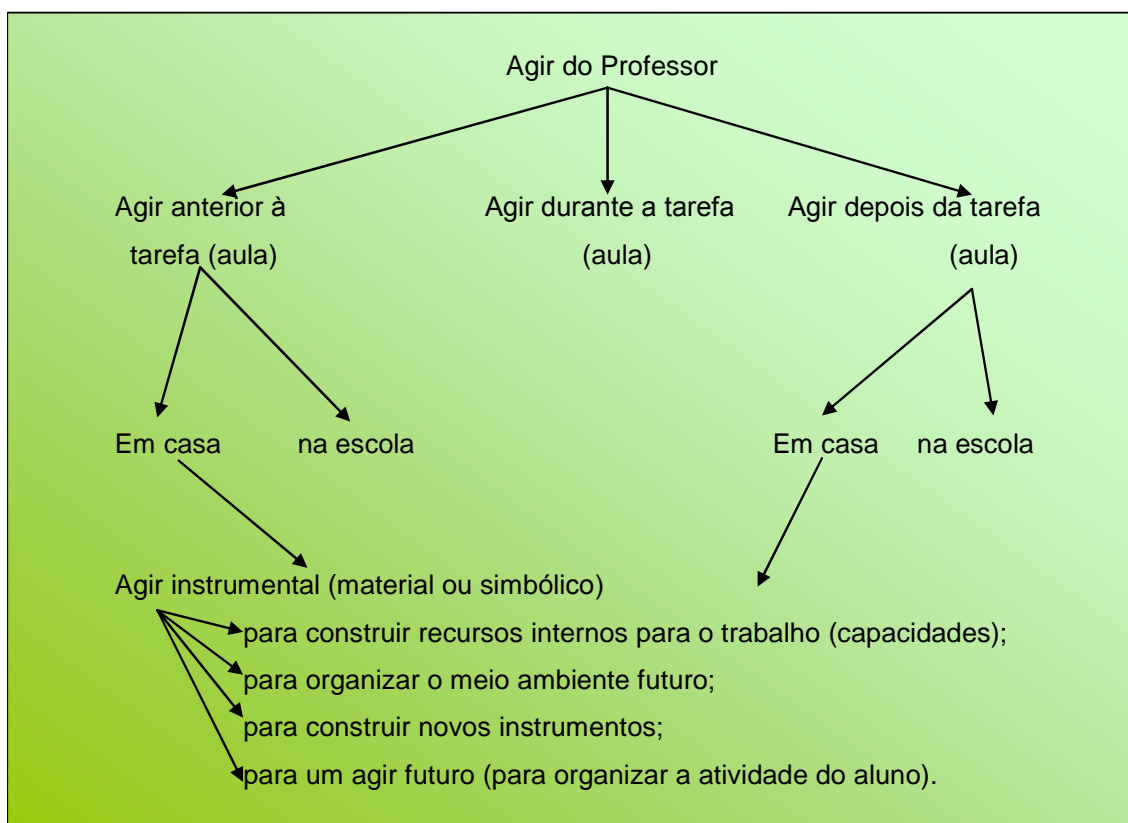 Agir do Professor
Agir anterior à
tarefa (aula)
Agir durante a tarefa
(aula)
Agir depois da tarefa
(aula)
Em casa
na escola
Em casa
na escola
Agir instrumental (material ou simbólico)
para construir recursos internos para o trabalho (capacidades);
para organizar o meio ambiente futuro;
para construir novos instrumentos;
para um agir futuro (para organizar a atividade do aluno).